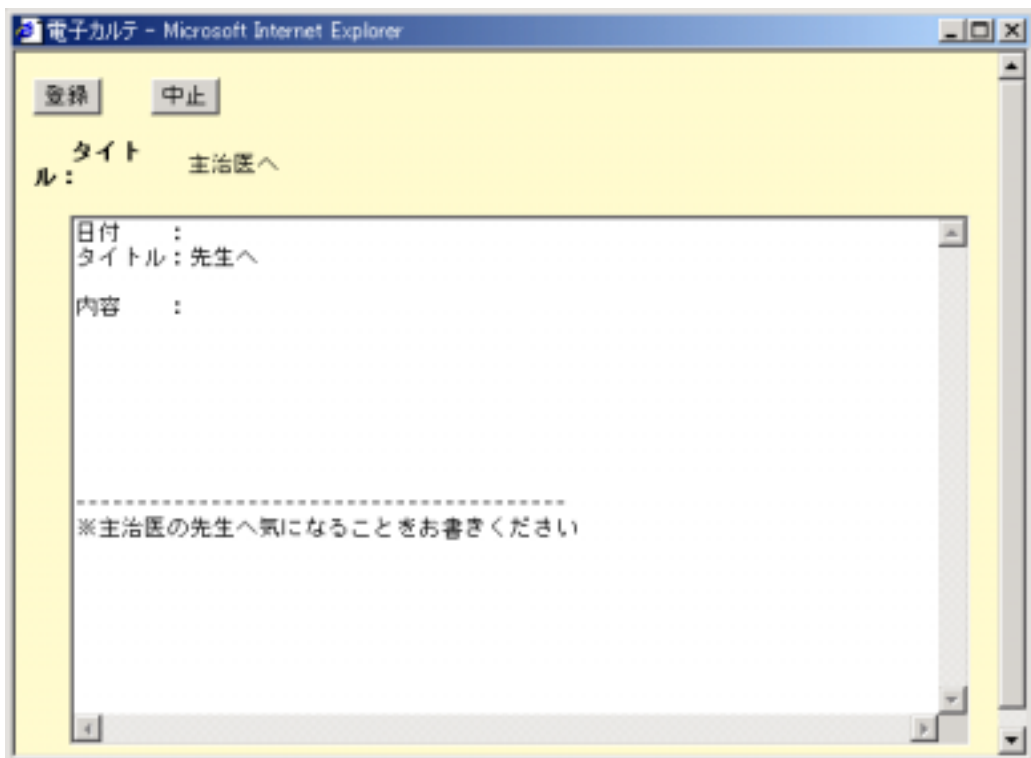 電子カルテ - Microsoft Internet Explorer
登録 中止
タイト
ル：
主治医へ
日付　　：
タイトル：先生へ
内容　　：
----------------------------------------
※主治医の先生へ気になることをお書きください